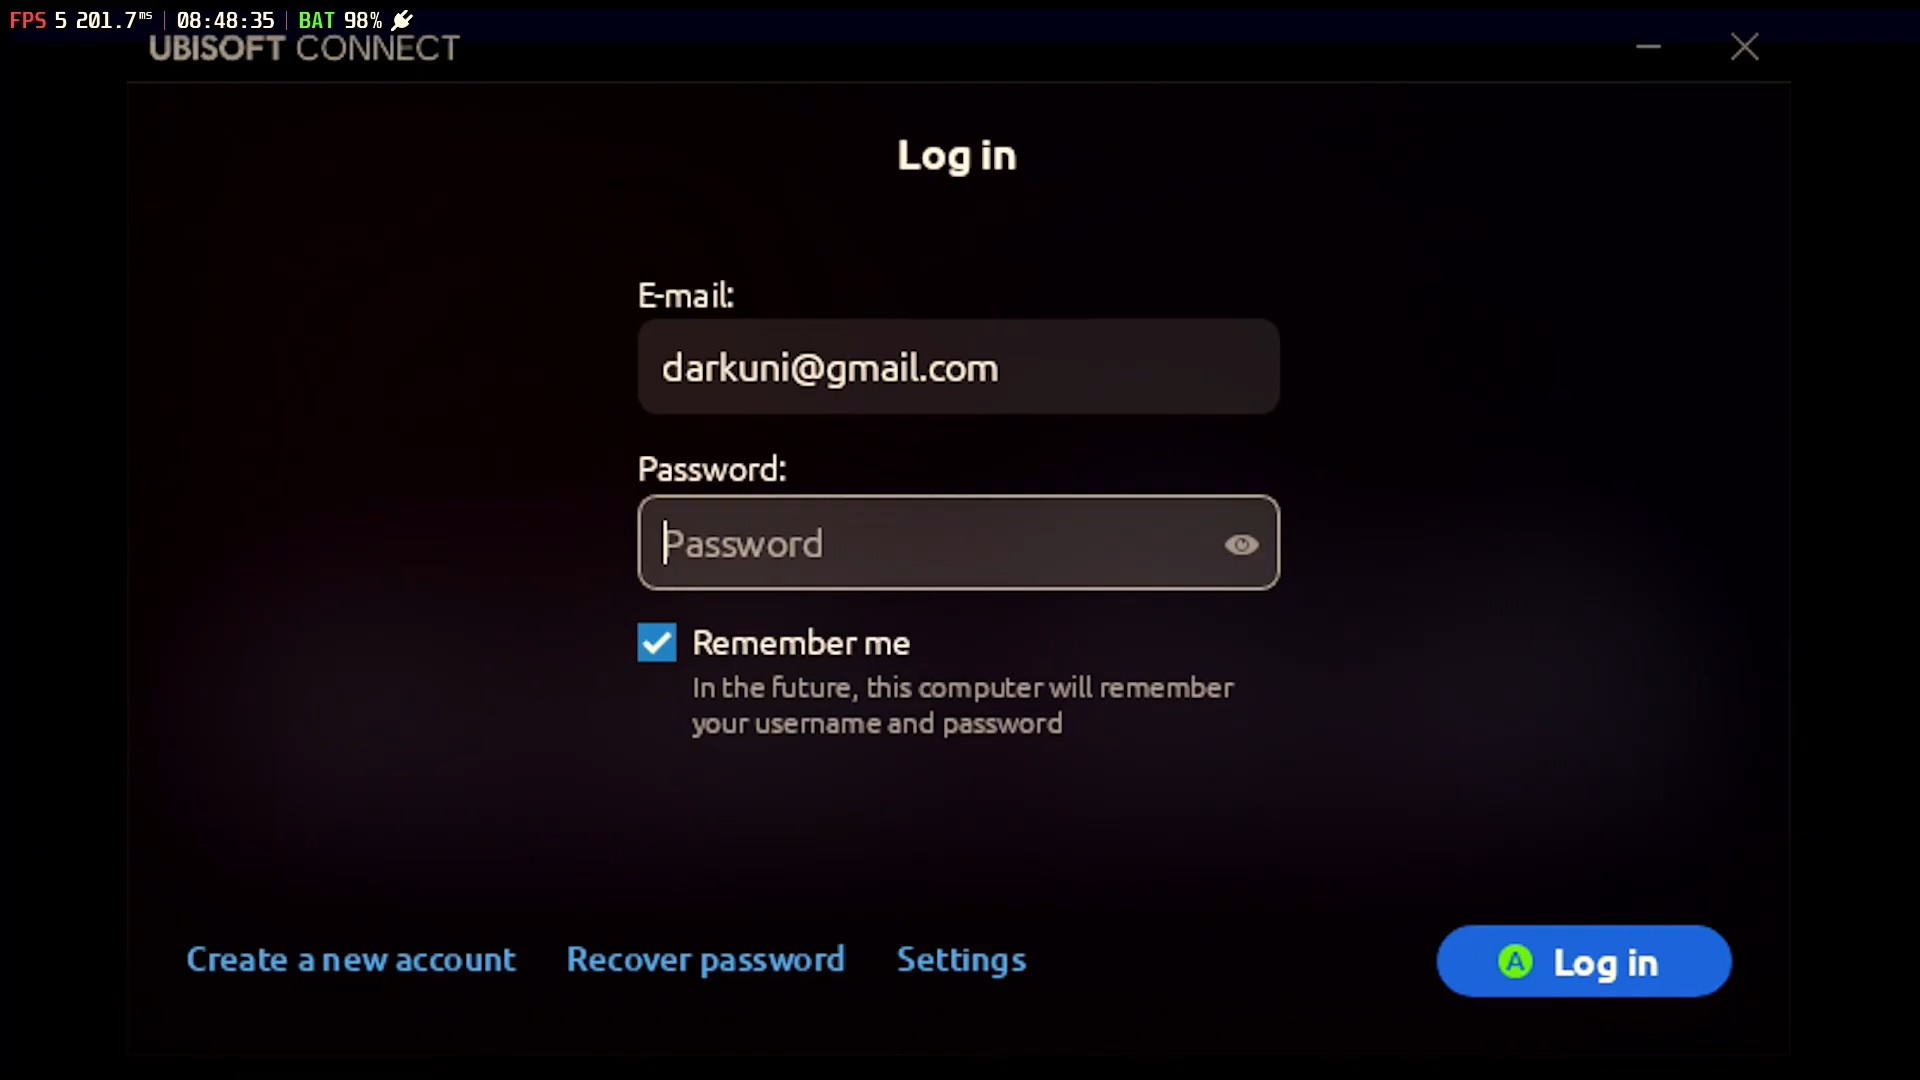 FPS 5 201.7ms | 08:48:35 | BAT 98%
UBISOFT CONNECT
Log in
E-mail:
darkuni@gmail.com
Password:
Password
Remember me
In the future, this computer will remember
your username and password
Create a new account Recover password Settings
A Log in